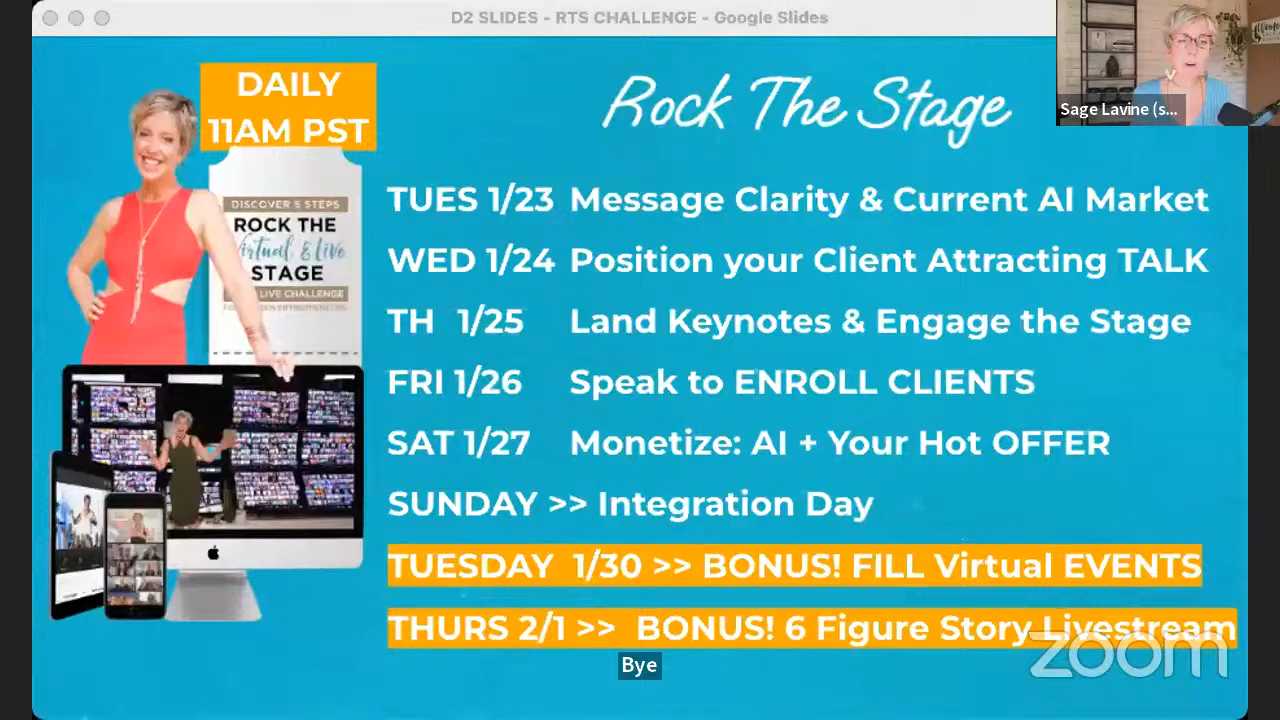 D2 SLIDES - RTS CHALLENGE - Google Slides
Sage Lavine (s...
DAILY
11AM PST
Rock The Stage
DISCOVER 5 STEPS
ROCK THE
Virtual & Live
STAGE
LIVE CHALLENGE
TUES 1/23 Message Clarity & Current AI Market
WED 1/24 Position your Client Attracting TALK
TH 1/25 Land Keynotes & Engage the Stage
FRI 1/26 Speak to ENROLL CLIENTS
SAT 1/27 Monetize: AI + Your Hot OFFER
SUNDAY >> Integration Day
TUESDAY 1/30 >> BONUS! FILL Virtual EVENTS
THURS 2/1 >> BONUS! 6 Figure Story Livestream
Bye
zoom